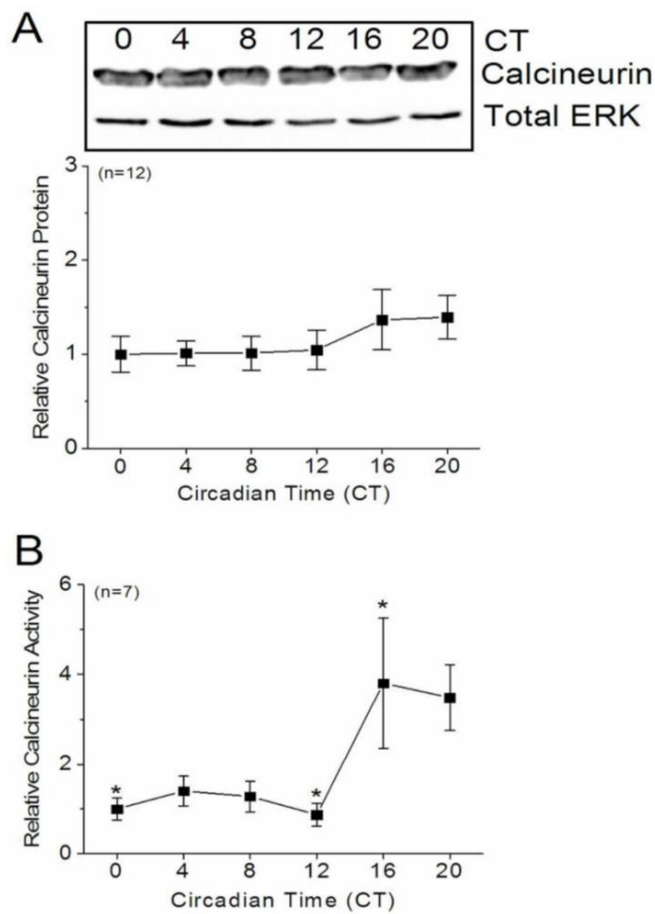 A
0 4 8 12 16 20 CT
Calcineurin
Total ERK
3
(n=12)
2
1
0
Relative Calcineurin Protein
0 4 8 12 16 20
Circadian Time (CT)
B
6
(n=7)
4
2
0
Relative Calcineurin Activity
*
*
*
0 4 8 12 16 20
Circadian Time (CT)